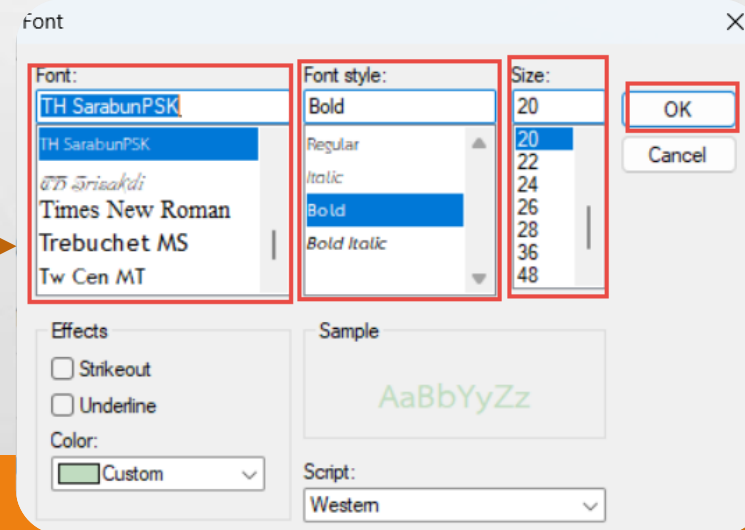 Font
Font:
TH SarabunPSK
TH SarabunPSK
TH Srisakdi
Times New Roman
Trebuchet MS
Tw Cen MT
Font style:
Bold
Regular
Italic
Bold
Bold Italic
Size:
20
20
22
24
26
28
36
48
OK
Cancel
Effects
Strikeout
Underline
Color:
Custom
Sample
AaBbYyZz
Script:
Western